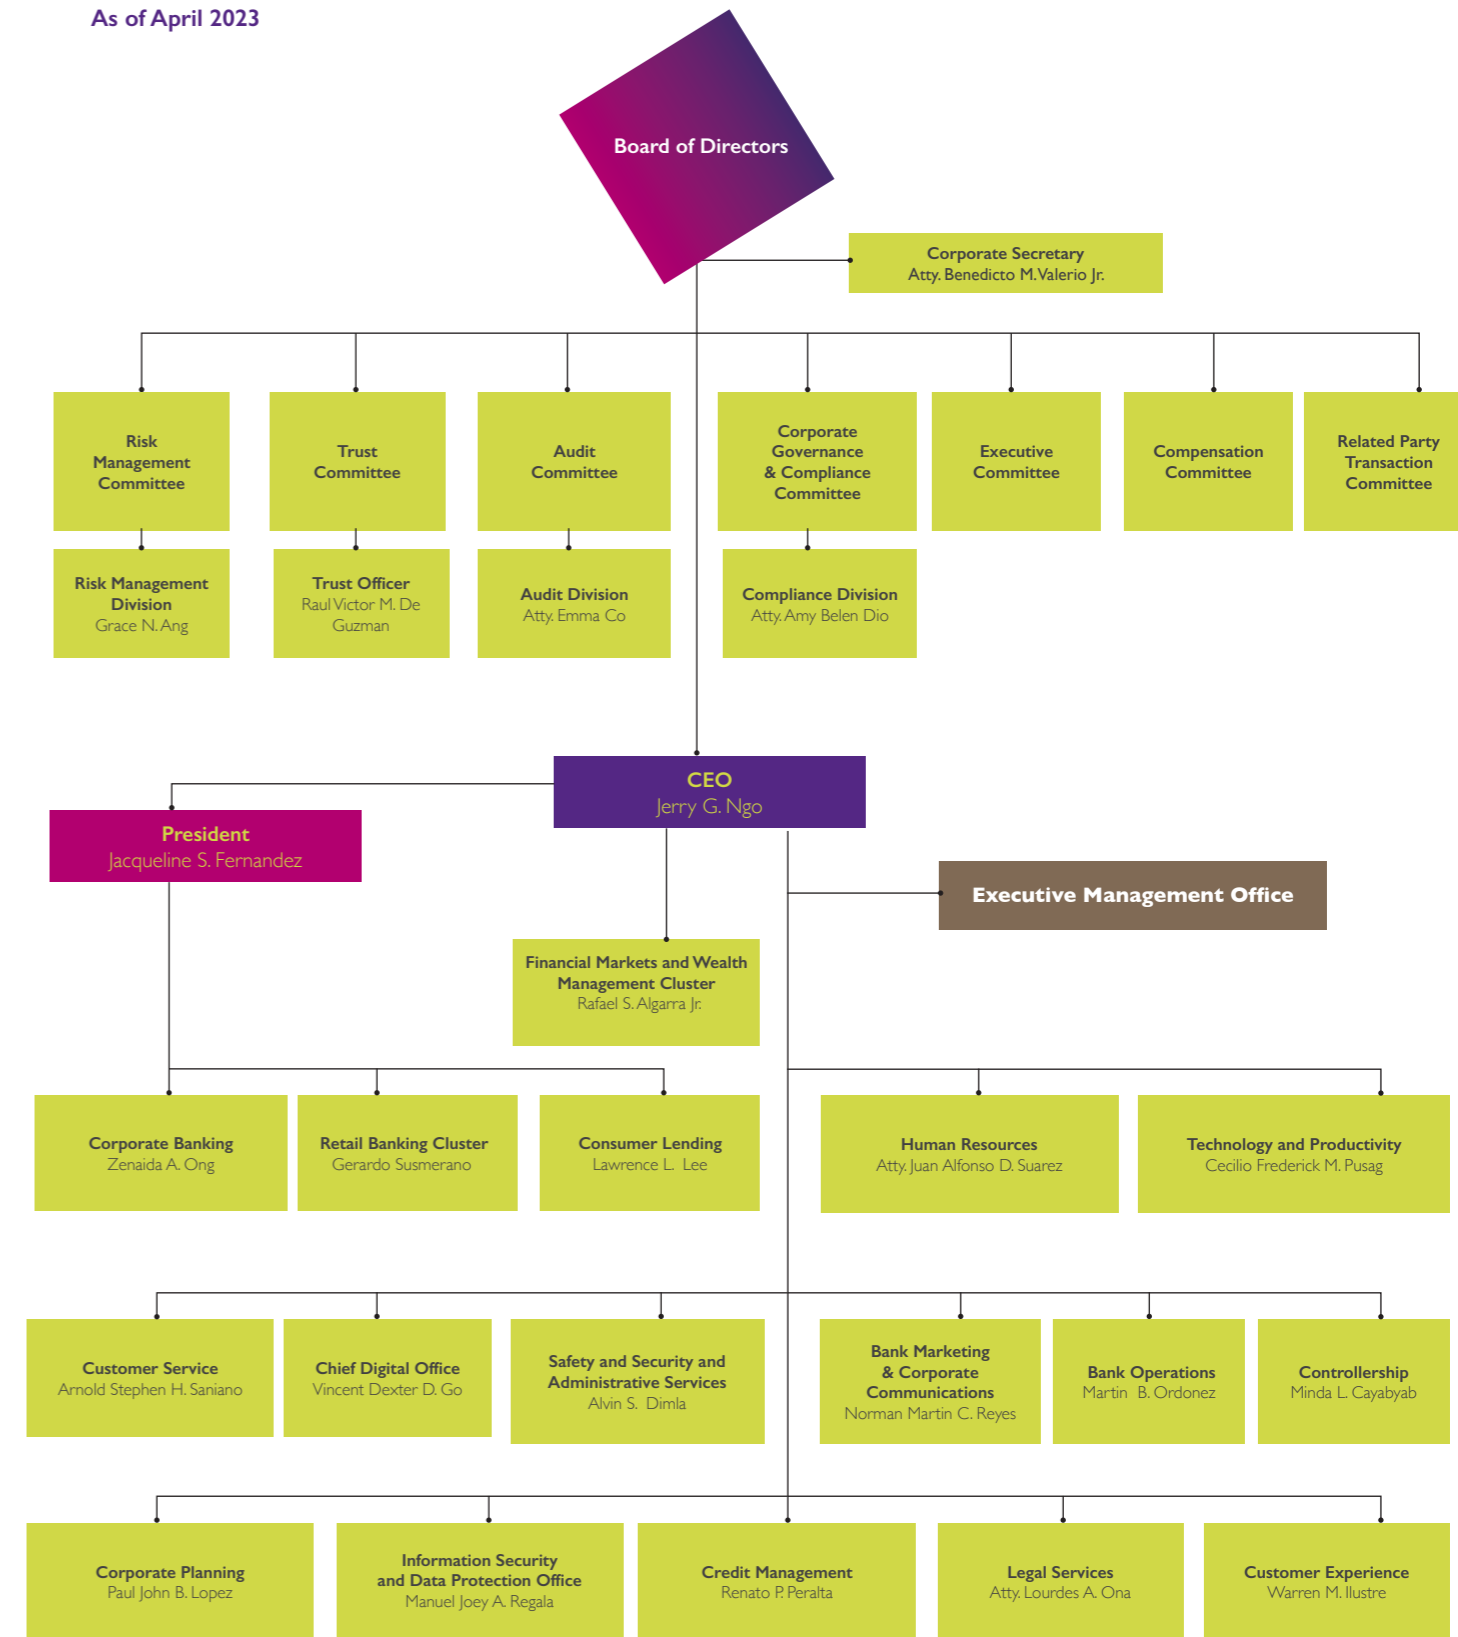 As of April 2023
Board of Directors
Corporate Secretary
Atty. Benedicto M. Valerio Jr.
Risk
Management
Committee
Trust
Committee
Audit
Committee
Corporate
Governance
& Compliance
Committee
Executive
Committee
Compensation
Committee
Related Party
Transaction
Committee
Risk Management
Division
Grace N. Ang
Trust Officer
Raul Victor M. De
Guzman
Audit Division
Atty. Emma Co
Compliance Division
Atty. Amy Belen Dio
CEO
Jerry G. Ngo
President
Jacqueline S. Fernandez
Executive Management Office
Financial Markets and Wealth
Management Cluster
Rafael S. Algarra Jr.
Corporate Banking
Zenaida A. Ong
Retail Banking Cluster
Gerardo Susmerano
Consumer Lending
Lawrence L. Lee
Human Resources
Atty. Juan Alfonso D. Suarez
Technology and Productivity
Cecilio Frederick M. Pusag
Customer Service
Arnold Stephen H. Saniano
Chief Digital Office
Vincent Dexter D. Go
Safety and Security and
Administrative Services
Alvin S. Dimla
Bank Marketing
& Corporate
Communications
Norman Martin C. Reyes
Bank Operations
Martin B. Ordonez
Controllership
Minda L. Cayabyab
Corporate Planning
Paul John B. Lopez
Information Security
and Data Protection Office
Manuel Joey A. Regala
Credit Management
Renato P. Peralta
Legal Services
Atty. Lourdes A. Ona
Customer Experience
Warren M. Ilustre